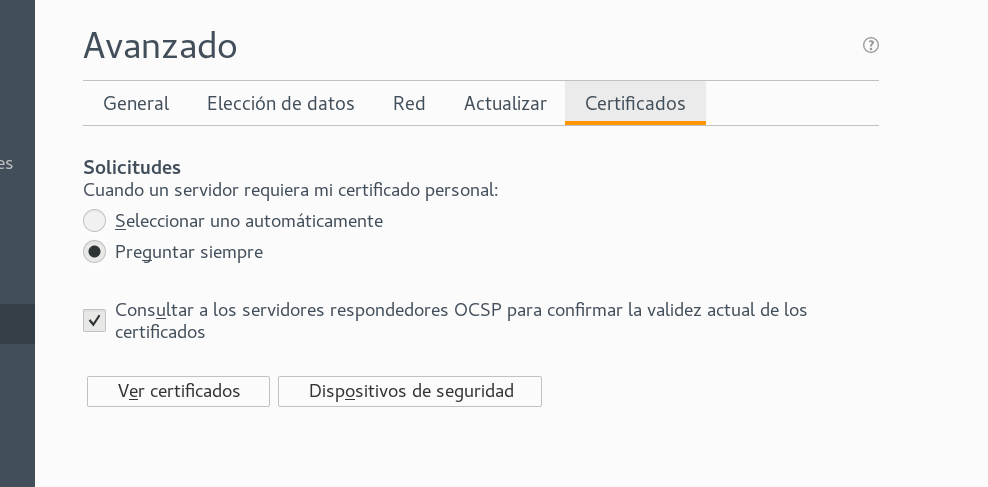 Avanzado
?
General Elección de datos Red Actualizar Certificados
es
Solicitudes
Cuando un servidor requiera mi certificado personal:
Seleccionar uno automáticamente
Preguntar siempre
Consultar a los servidores respondedores OCSP para confirmar la validez actual de los
certificados
Ver certificados Dispositivos de seguridad